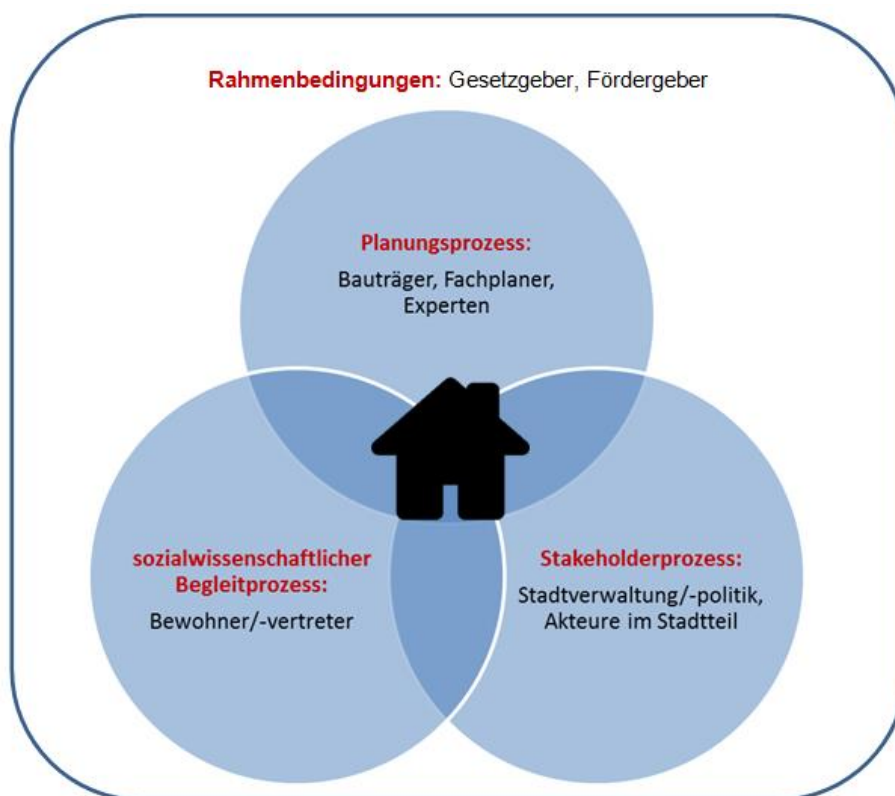 Rahmenbedingungen: Gesetzgeber, Fördergeber
Planungsprozess:
Bauträger, Fachplaner,
Experten
sozialwissenschaftlicher
Begleitprozess:
Bewohner/-vertreter
Stakeholderprozess:
Stadtverwaltung/-politik,
Akteure im Stadtteil